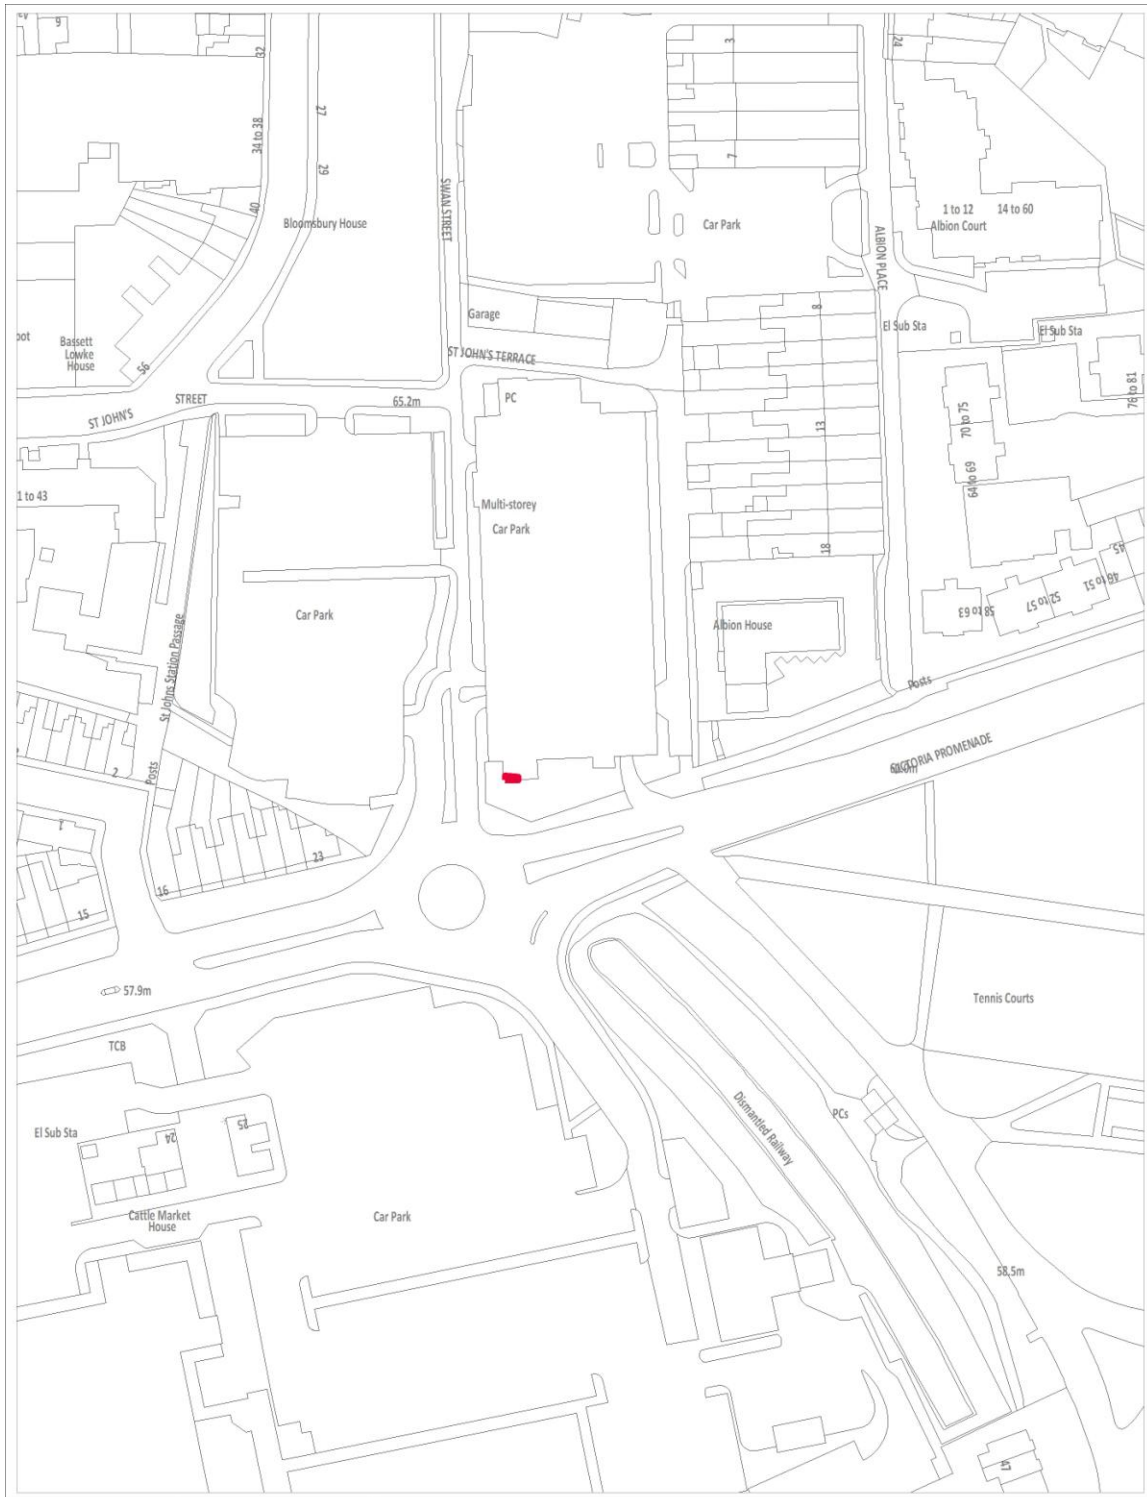 9
32
3
24
27
34 to 38
29
7
SWAN STREET
40
Bloomsbury House
Car Park
1 to 12
14 to 60
Albion Court
ALBION PLACE
8
Garage
El Sub Sta
El Sub Sta
Bassett
Lowke
House
56
ST JOHN'S TERRACE
76 to 81
ST JOHN'S
STREET
65.2m
PC
70 to 75
13
64 to 69
1 to 43
Multi-storey
Car Park
18
45
46 to 51
52 to 57
58 to 63
Car Park
Albion House
St Johns Station Passage
Posts
VICTORIA PROMENADE
2
Posts
1
23
16
15
57.9m
Tennis Courts
TCB
Dismantled Railway
PCs
El Sub Sta
24
25
Cattle Market
House
Car Park
58.5m
47